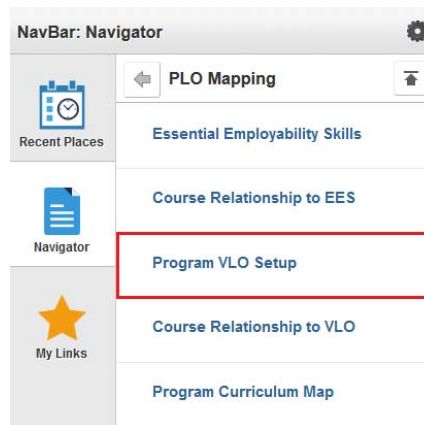 NavBar: Navigator
Recent Places
Navigator
My Links
PLO Mapping
Essential Employability Skills
Course Relationship to EES
Program VLO Setup
Course Relationship to VLO
Program Curriculum Map